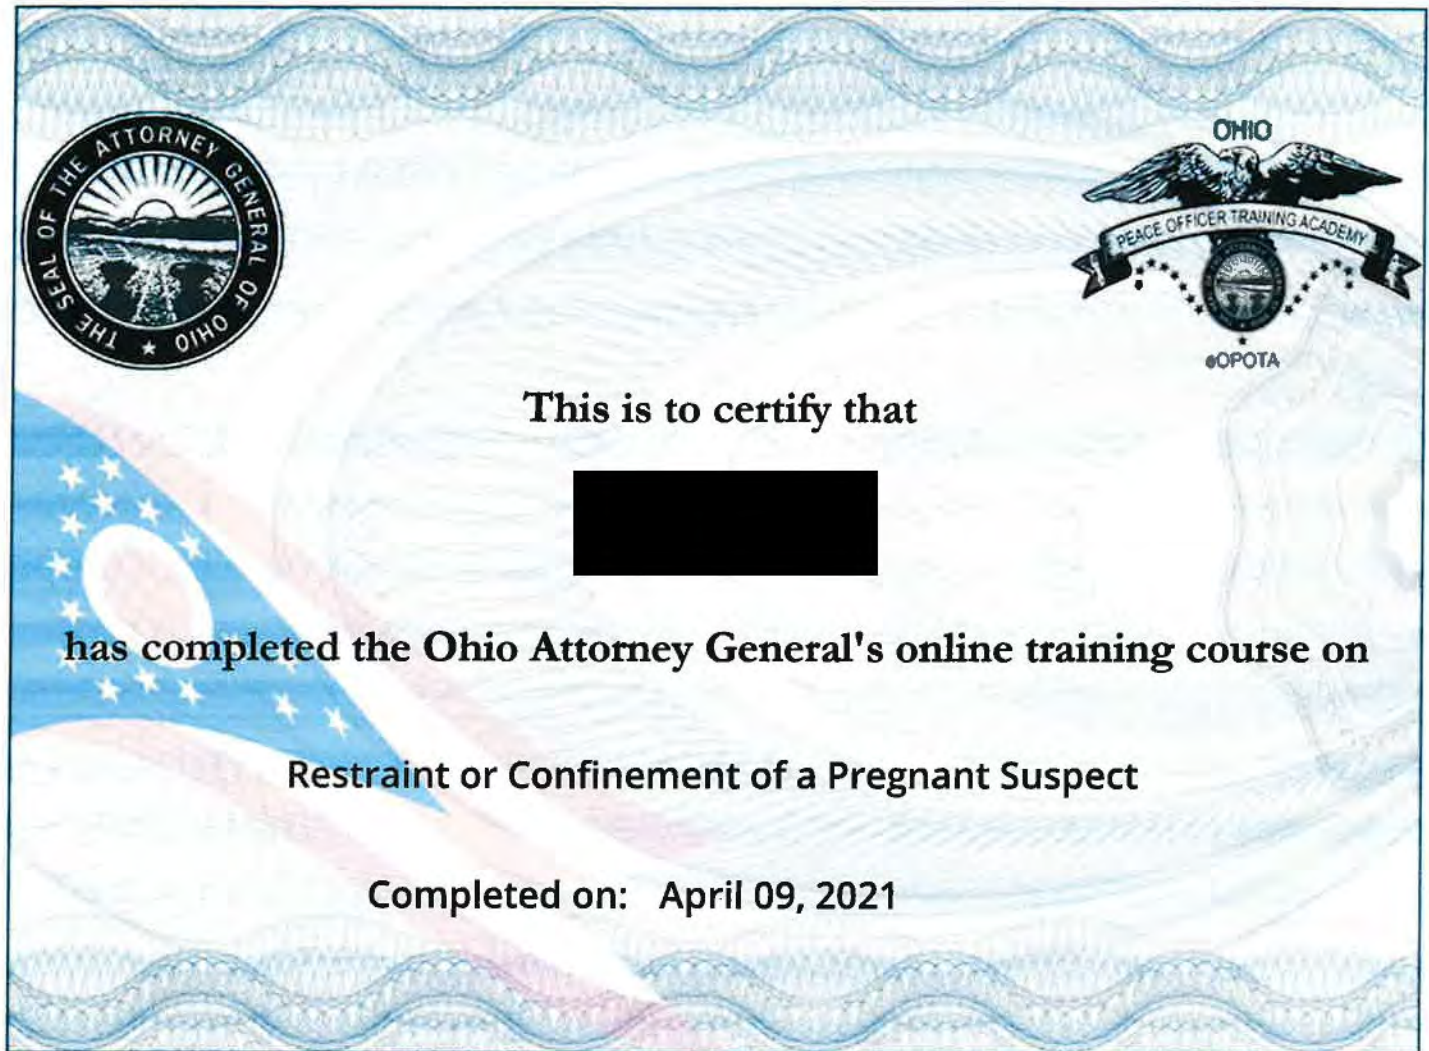 THE SEAL OF THE ATTORNEY GENERAL OF OHIO
OHIO
PEACE OFFICER TRAINING ACADEMY
eOPOTA
This is to certify that
has completed the Ohio Attorney General's online training course on
Restraint or Confinement of a Pregnant Suspect
Completed on: April 09, 2021